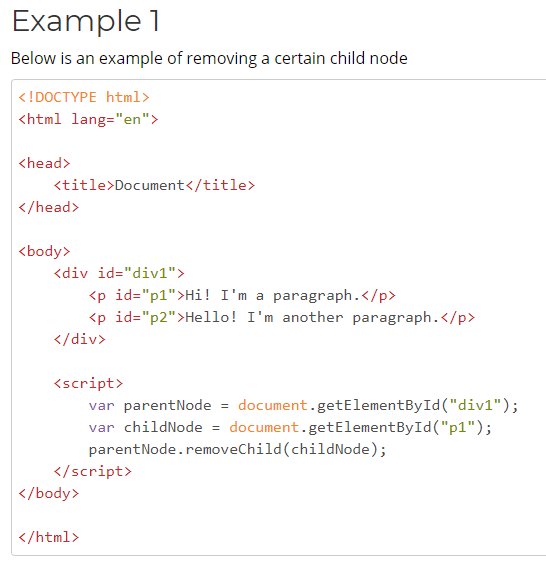 Example 1
Below is an example of removing a certain child node
<!DOCTYPE html>
<html lang="en">
<head>
    <title>Document</title>
</head>
<body>
    <div id="div1">
        <p id="p1">Hi! I'm a paragraph.</p>
        <p id="p2">Hello! I'm another paragraph.</p>
    </div>
    <script>
        var parentNode = document.getElementById("div1");
        var childNode = document.getElementById("p1");
        parentNode.removeChild(childNode);
    </script>
</body>
</html>